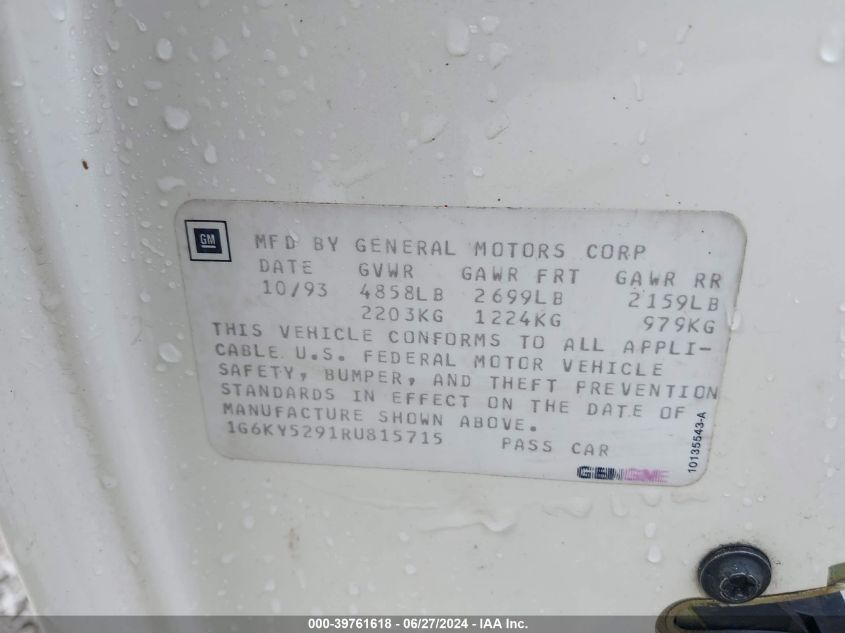 GM
MFD BY GENERAL MOTORS CORP
DATE GVWR GAWR FRT GAWR RR
10/93 4858LB 2699LB 2159LB
2203KG 1224KG 979KG
THIS VEHICLE CONFORMS TO ALL APPLI-
CABLE U.S. FEDERAL MOTOR VEHICLE
SAFETY, BUMPER, AND THEFT PREVENTION
STANDARDS IN EFFECT ON THE DATE OF
MANUFACTURE SHOWN ABOVE.
1G6KY5291RU815715 PASS CAR
10135543-A
000-39761618 - 06/27/2024 - IAA Inc.